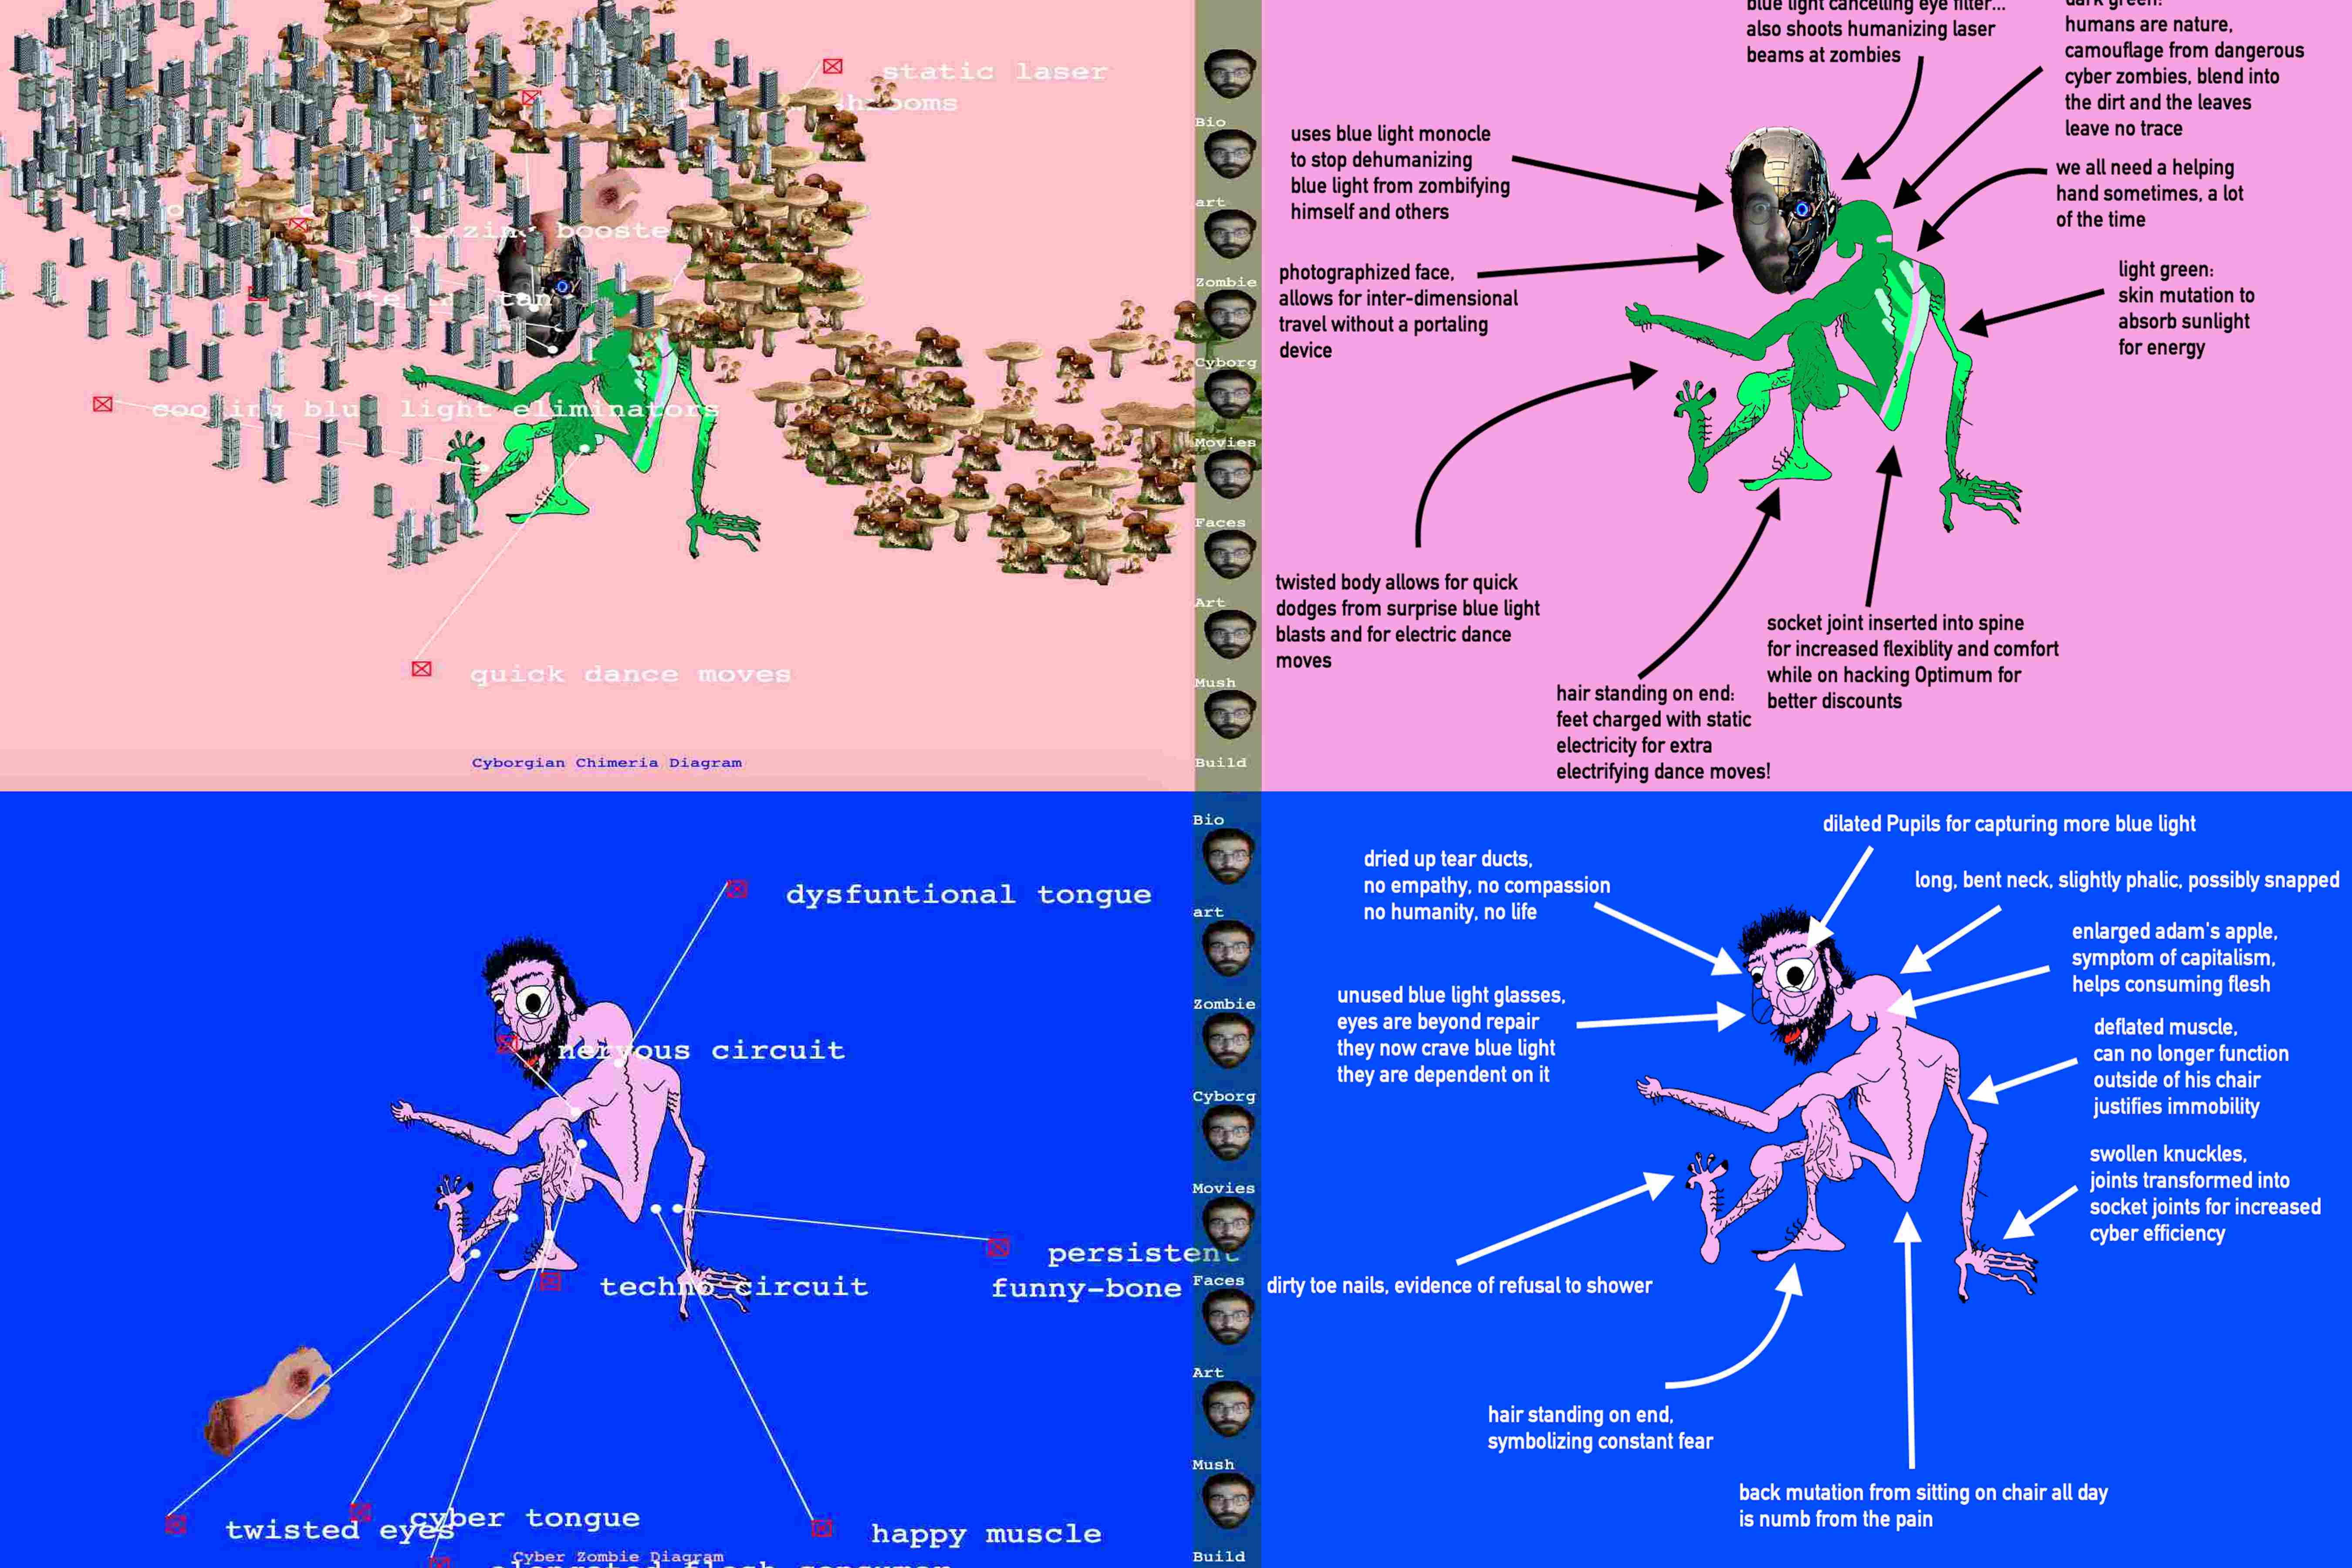 static laser
shrooms
booste
tan
cooling blue light eliminators
quick dance moves
Cyborgian Chimeria Diagram
Bio
art
Zombie
Cyborg
Movies
Faces
Art
Mush
Build
blue light cancelling eye filter...
also shoots humanizing laser
beams at zombies
dark green:
humans are nature,
camouflage from dangerous
cyber zombies, blend into
the dirt and the leaves
leave no trace
uses blue light monocle
to stop dehumanizing
blue light from zombifying
himself and others
we all need a helping
hand sometimes, a lot
of the time
photographized face,
allows for inter-dimensional
travel without a portaling
device
light green:
skin mutation to
absorb sunlight
for energy
twisted body allows for quick
dodges from surprise blue light
blasts and for electric dance
moves
socket joint inserted into spine
for increased flexiblity and comfort
while on hacking Optimum for
better discounts
hair standing on end:
feet charged with static
electricity for extra
electrifying dance moves!
dysfuntional tongue
nervous circuit
persistent
funny-bone
techno circuit
twisted eyes
cyber tongue
happy muscle
Cyber Zombie Diagram
Bio
art
Zombie
Cyborg
Movies
Faces
Art
Mush
Build
dilated Pupils for capturing more blue light
dried up tear ducts,
no empathy, no compassion
no humanity, no life
long, bent neck, slightly phalic, possibly snapped
enlarged adam's apple,
symptom of capitalism,
helps consuming flesh
unused blue light glasses,
eyes are beyond repair
they now crave blue light
they are dependent on it
deflated muscle,
can no longer function
outside of his chair
justifies immobility
swollen knuckles,
joints transformed into
socket joints for increased
cyber efficiency
dirty toe nails, evidence of refusal to shower
hair standing on end,
symbolizing constant fear
back mutation from sitting on chair all day
is numb from the pain